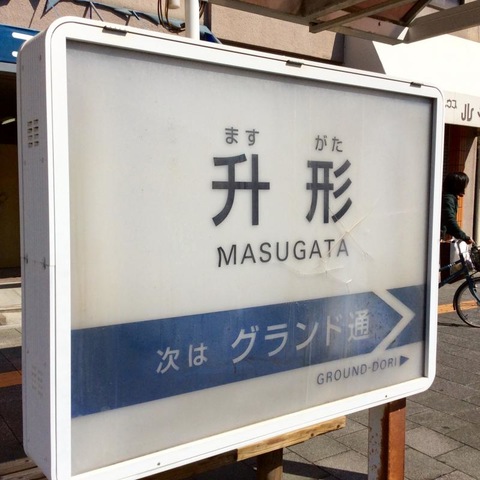 ます がた
升形
MASUGATA
次は グランド通
GROUND-DORI